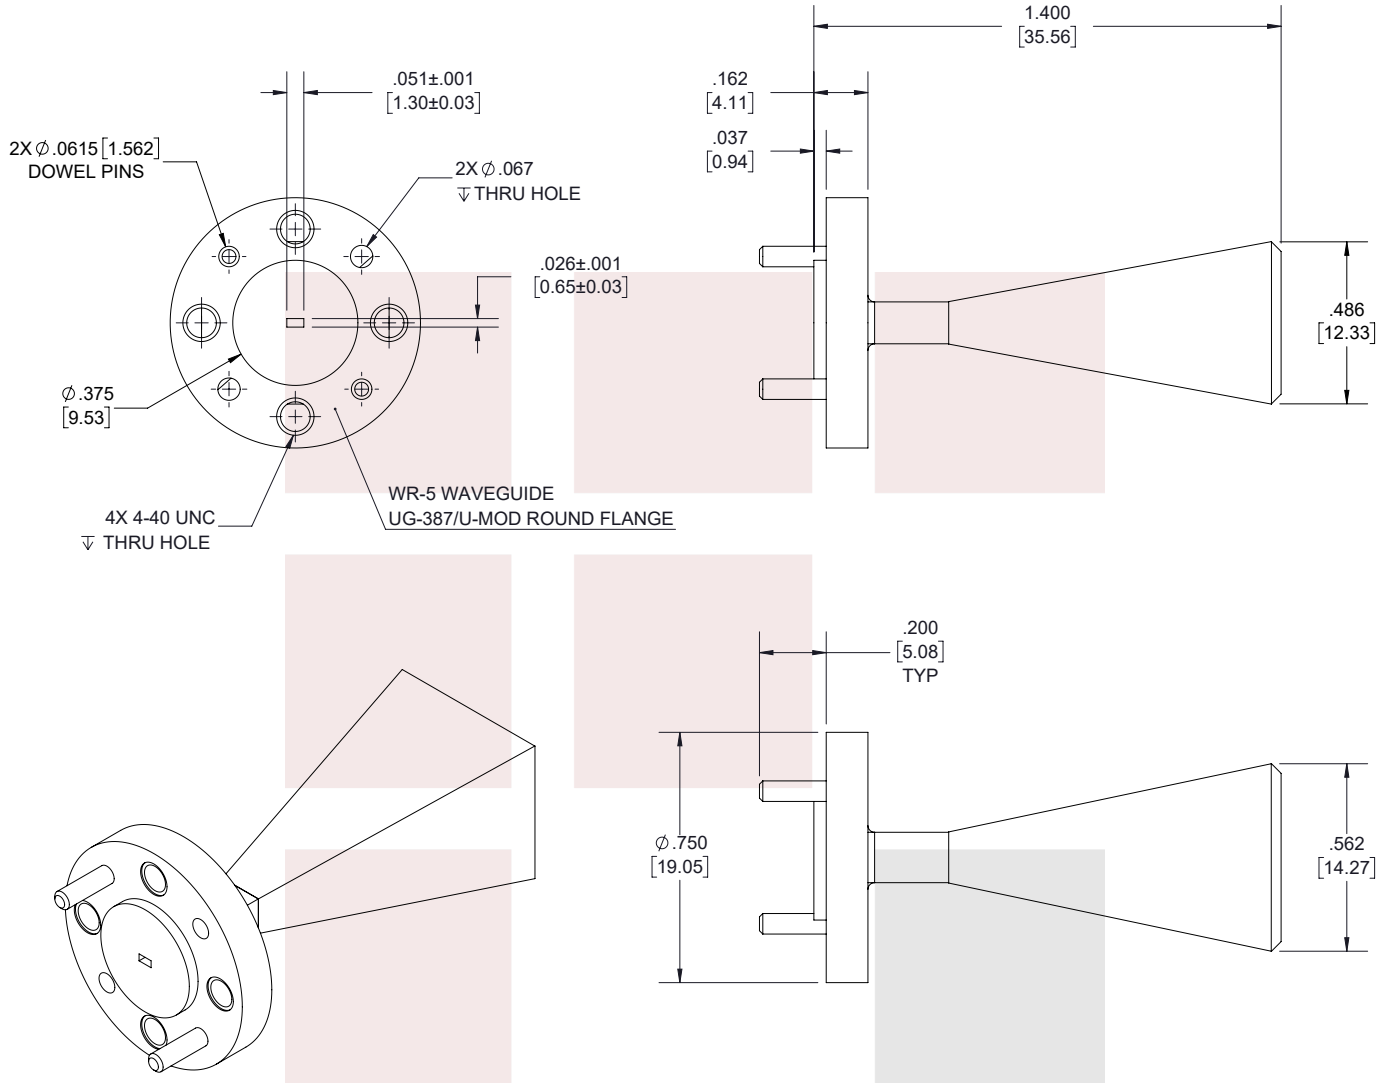 1.400
[35.56]
.051±.001
[1.30±0.03]
.162
[4.11]
.037
[0.94]
2X ∅.0615 [1.562]
DOWEL PINS
2X ∅.067
↧ THRU HOLE
.026±.001
[0.65±0.03]
.486
[12.33]
∅.375
[9.53]
WR-5 WAVEGUIDE
UG-387/U-MOD ROUND FLANGE
4X 4-40 UNC
↧ THRU HOLE
.200
[5.08]
TYP
∅.750
[19.05]
.562
[14.27]